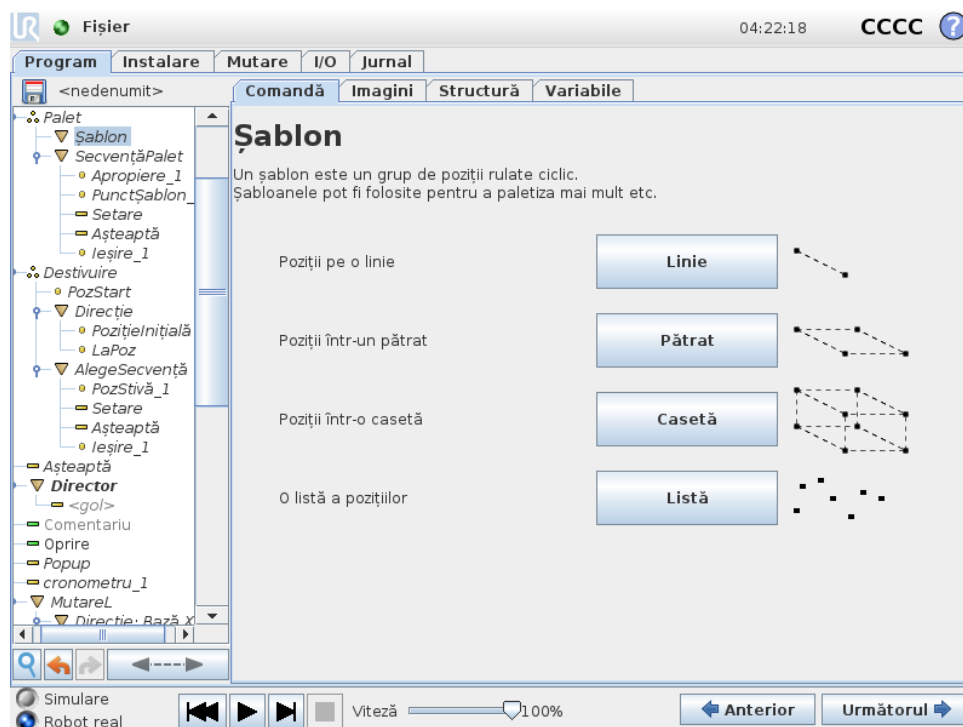 UR Fișier 04:22:18 CCCC ?
Program Instalare Mutare I/O Jurnal
<nedenumit>
Comandă Imagini Structură Variabile
Palet
Șablon
SecvențăPalet
Apropiere_1
PunctȘablon_
Setare
Așteaptă
Ieșire_1
Destivuire
PozStart
Direcție
PozițieInițială
LaPoz
AlegeSecvență
PozStivă_1
Setare
Așteaptă
Ieșire_1
Așteaptă
Director
<gol>
Comentariu
Oprire
Popup
cronometru_1
MutareL
Direcție: Bază X
Șablon
Un șablon este un grup de poziții rulate ciclic.
Șabloanele pot fi folosite pentru a paletiza mai mult etc.
Poziții pe o linie Linie
Poziții într-un pătrat Pătrat
Poziții într-o casetă Casetă
O listă a pozițiilor Listă
Simulare
Robot real
Viteză 100%
Anterior Următorul